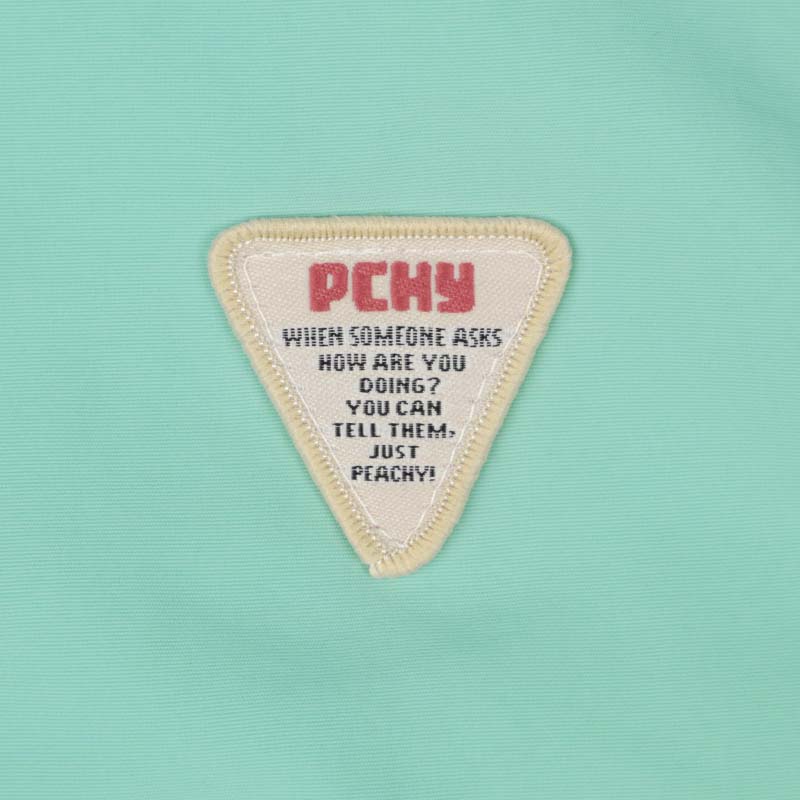 PCHY
WHEN SOMEONE ASKS
HOW ARE YOU
DOING?
YOU CAN
TELL THEM,
JUST
PEACHY!